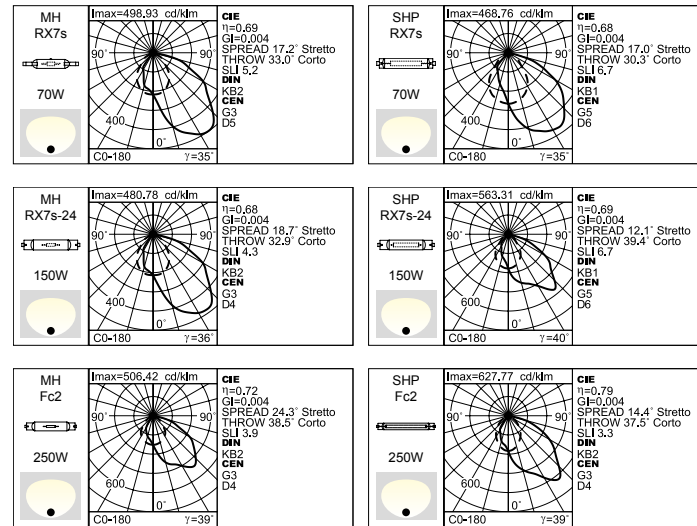 MH
RX7s
70W
Imax=498.93 cd/klm
90° 90°
400
0°
C0-180 γ=35°
CIE
η=0.69
GI=0.004
SPREAD 17.2° Stretto
THROW 33.0° Corto
SLI 5.2
DIN
KB2
CEN
G3
D5
SHP
RX7s
70W
Imax=468.76 cd/klm
90° 90°
400
0°
C0-180 γ=35°
CIE
η=0.68
GI=0.004
SPREAD 17.0° Stretto
THROW 30.3° Corto
SLI 6.7
DIN
KB1
CEN
G5
D6
MH
RX7s-24
150W
Imax=480.78 cd/klm
90° 90°
400
0°
C0-180 γ=36°
CIE
η=0.68
GI=0.004
SPREAD 18.7° Stretto
THROW 32.9° Corto
SLI 4.3
DIN
KB2
CEN
G3
D4
SHP
RX7s-24
150W
Imax=563.31 cd/klm
90° 90°
600
0°
C0-180 γ=40°
CIE
η=0.69
GI=0.004
SPREAD 12.1° Stretto
THROW 39.4° Corto
SLI 6.7
DIN
KB1
CEN
G5
D6
MH
Fc2
250W
Imax=506.42 cd/klm
90° 90°
600
0°
C0-180 γ=39°
CIE
η=0.72
GI=0.004
SPREAD 24.3° Stretto
THROW 38.5° Corto
SLI 3.9
DIN
KB2
CEN
G3
D4
SHP
Fc2
250W
Imax=627.77 cd/klm
90° 90°
600
0°
C0-180 γ=39°
CIE
η=0.79
GI=0.004
SPREAD 14.4° Stretto
THROW 37.5° Corto
SLI 3.3
DIN
KB2
CEN
G3
D4